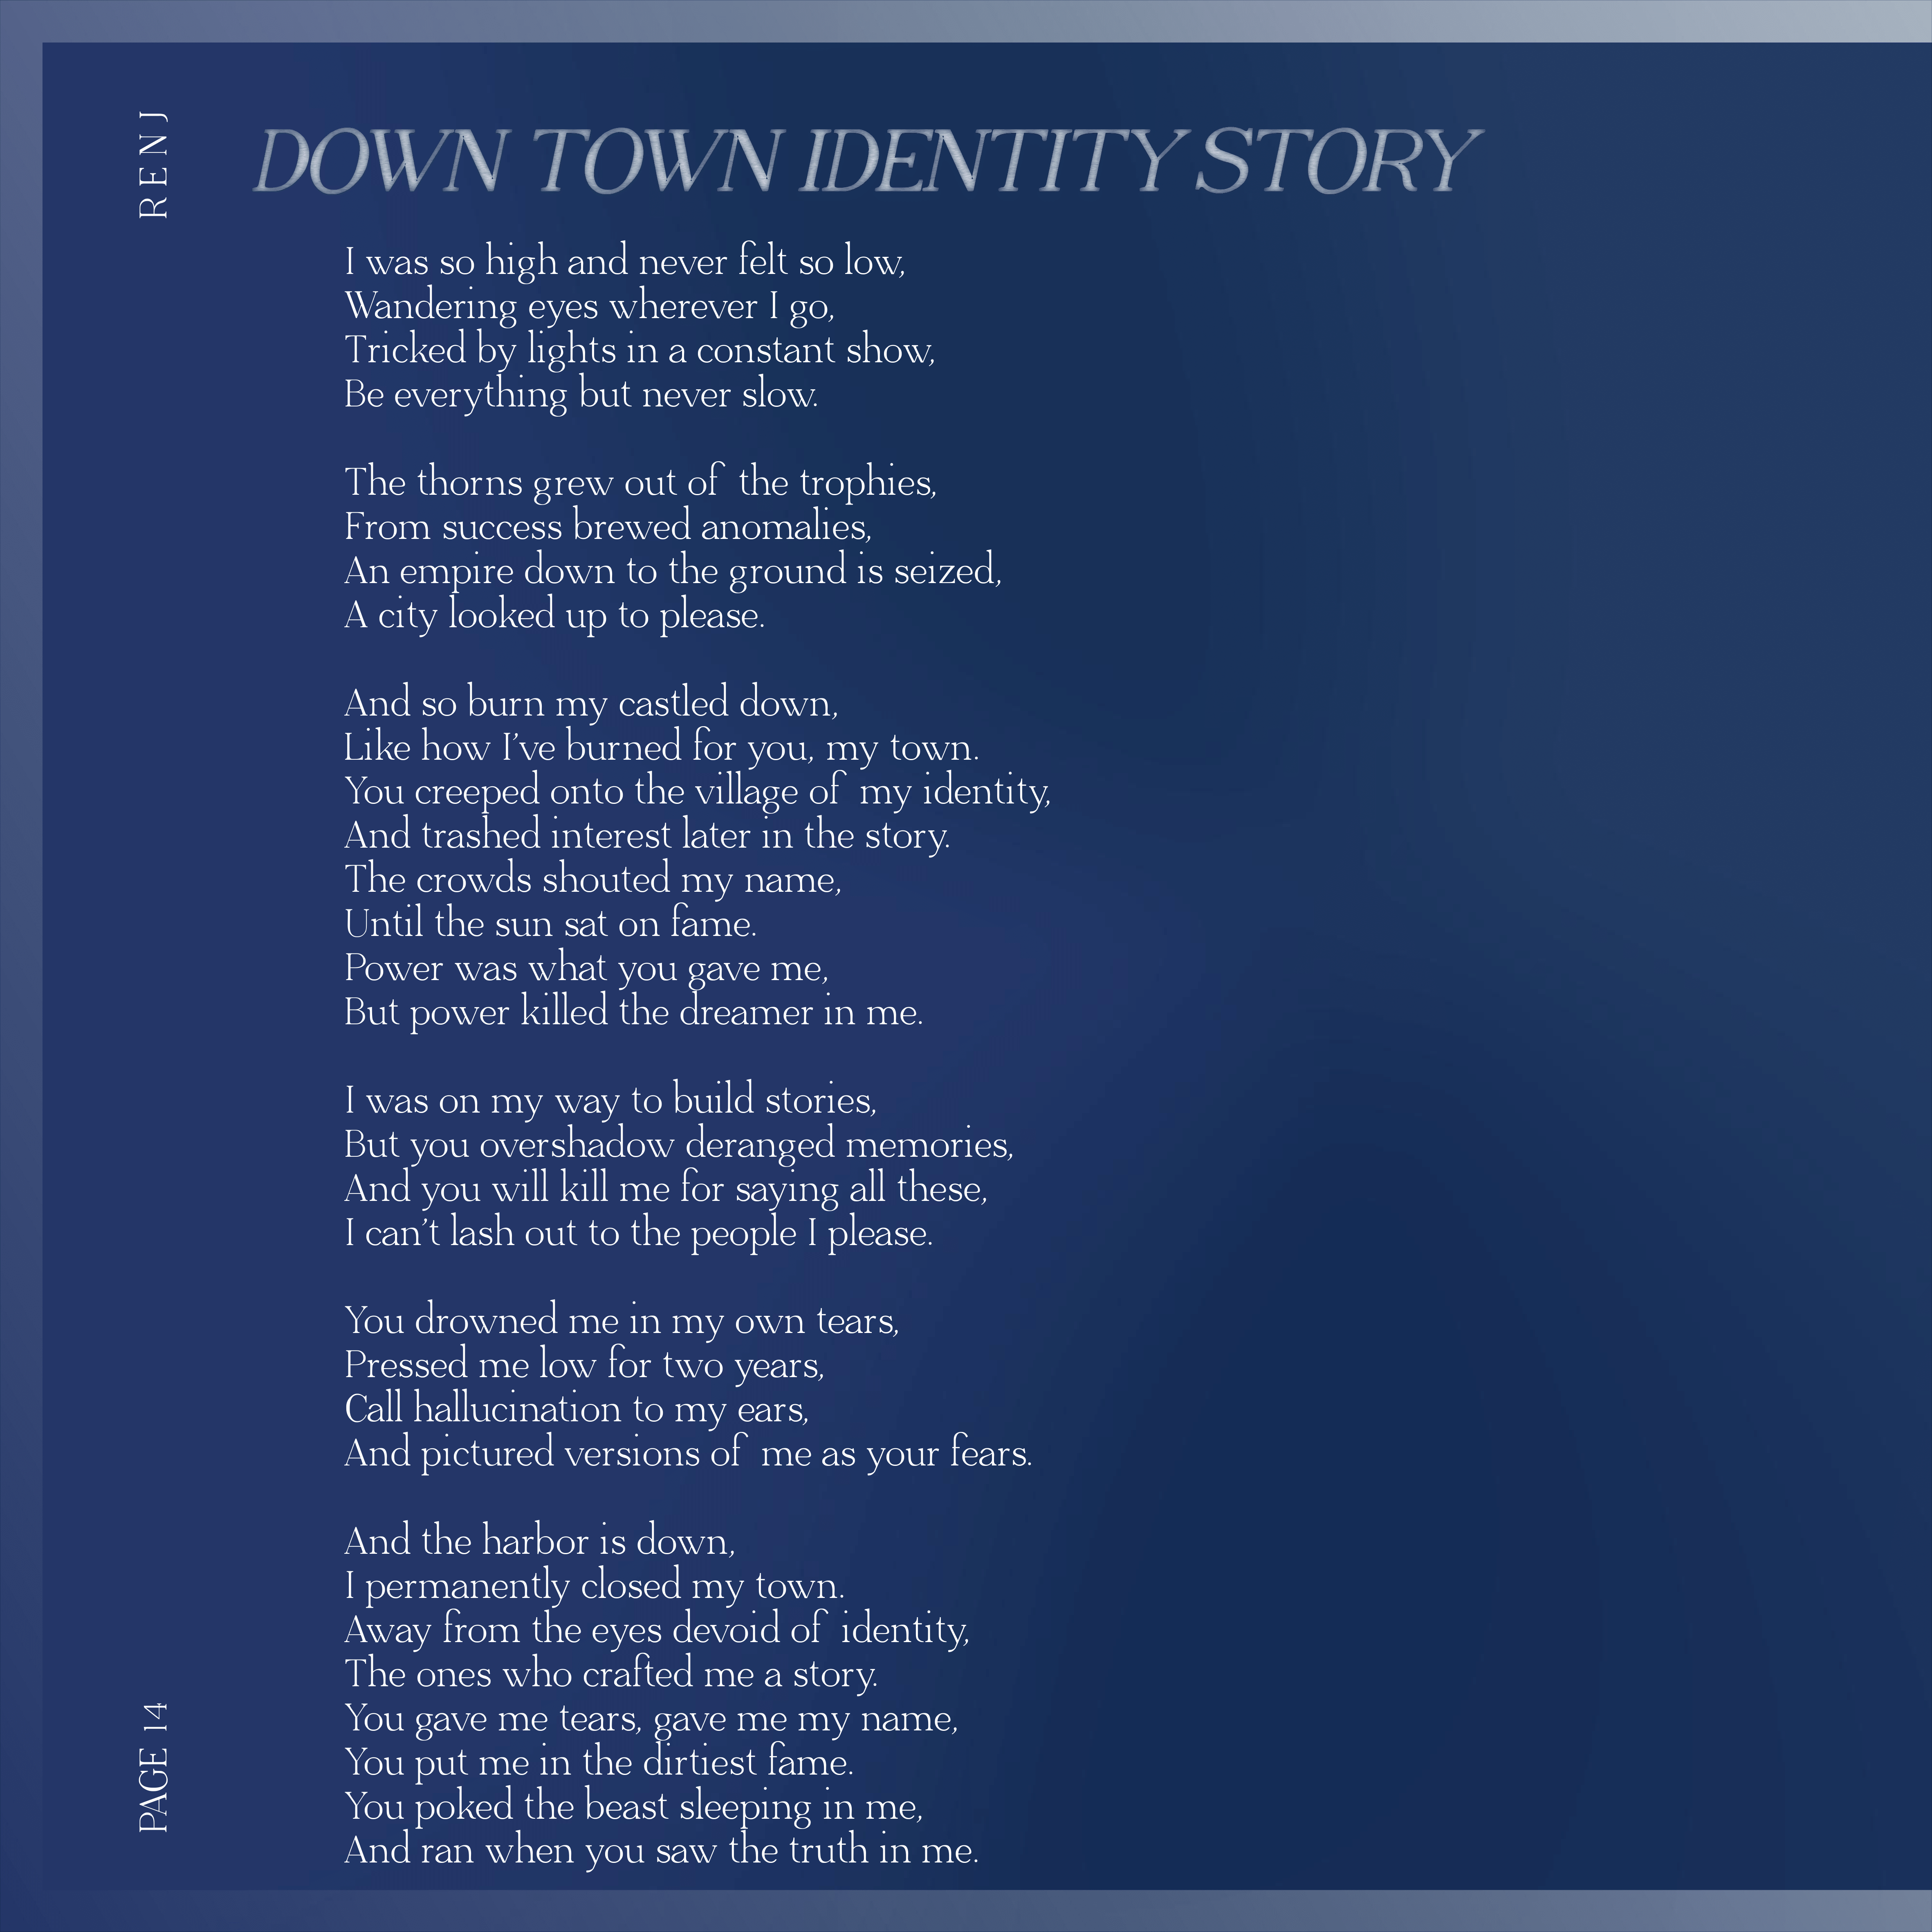 RENJ
DOWN TOWN IDENTITY STORY
I was so high and never felt so low,
Wandering eyes wherever I go,
Tricked by lights in a constant show,
Be everything but never slow.
The thorns grew out of the trophies,
From success brewed anomalies,
An empire down to the ground is seized,
A city looked up to please.
And so burn my castled down,
Like how I've burned for you, my town.
You creeped onto the village of my identity,
And trashed interest later in the story.
The crowds shouted my name,
Until the sun sat on fame.
Power was what you gave me,
But power killed the dreamer in me.
I was on my way to build stories,
But you overshadow deranged memories,
And you will kill me for saying all these,
I can't lash out to the people I please.
You drowned me in my own tears,
Pressed me low for two years,
Call hallucination to my ears,
And pictured versions of me as your fears.
And the harbor is down,
I permanently closed my town.
Away from the eyes devoid of identity,
The ones who crafted me a story.
You gave me tears, gave me my name,
You put me in the dirtiest fame.
You poked the beast sleeping in me,
And ran when you saw the truth in me.
PAGE 14